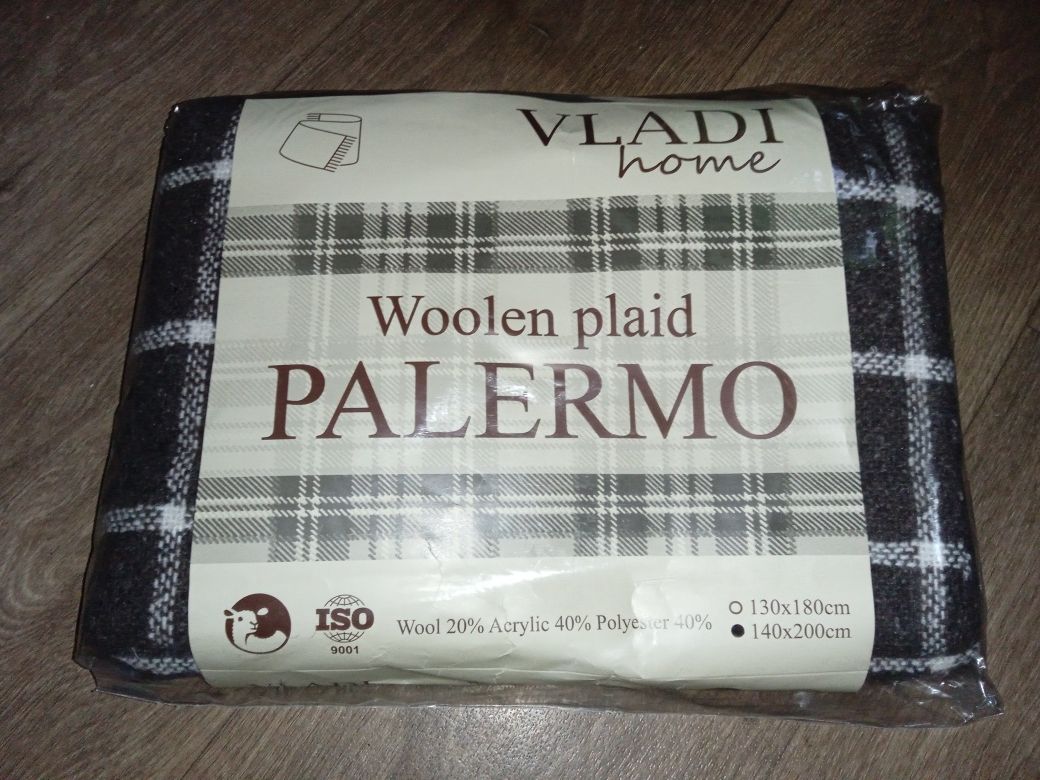 VLADI
home
Woolen plaid
PALERMO
ISO
9001
Wool 20% Acrylic 40% Polyester 40%
130x180cm
140x200cm